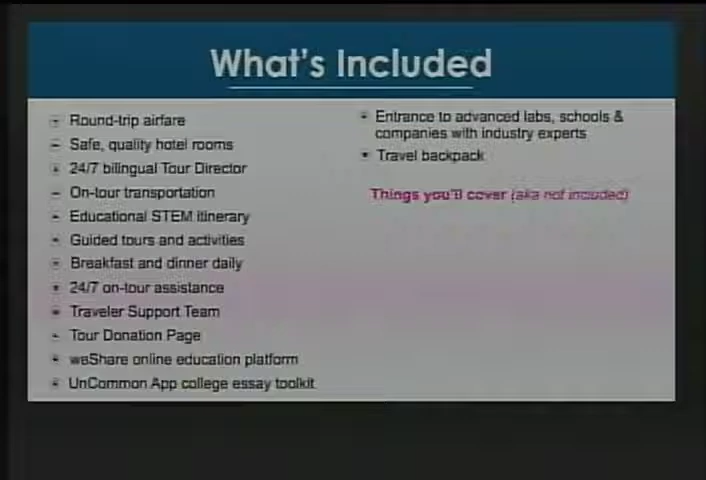 What's Included
Round-trip airfare
Safe, quality hotel rooms
24/7 bilingual Tour Director
On-tour transportation
Educational STEM itinerary
Guided tours and activities
Breakfast and dinner daily
24/7 on-tour assistance
Traveler Support Team
Tour Donation Page
weShare online education platform
UnCommon App college essay toolkit
Entrance to advanced labs, schools &
companies with industry experts
Travel backpack
Things you'll cover (aka not included)